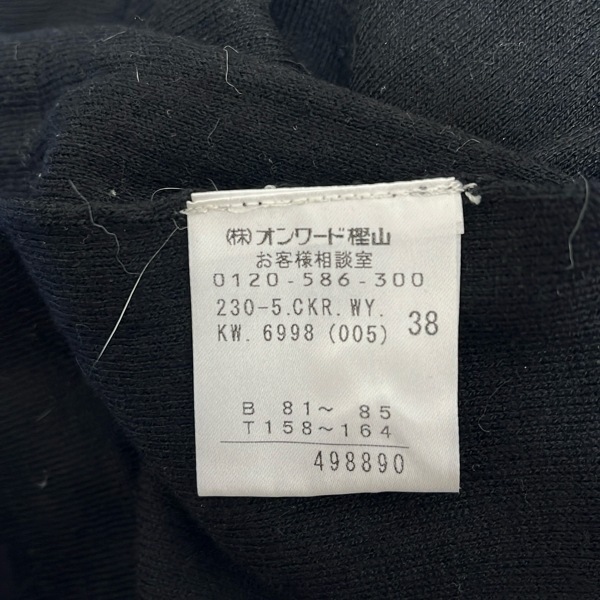 (株)オンワード樫山
お客様相談室
0120-586-300
230-5.CKR.WY.
KW. 6998 (005) 38
B 81～ 85
T158～164
498890